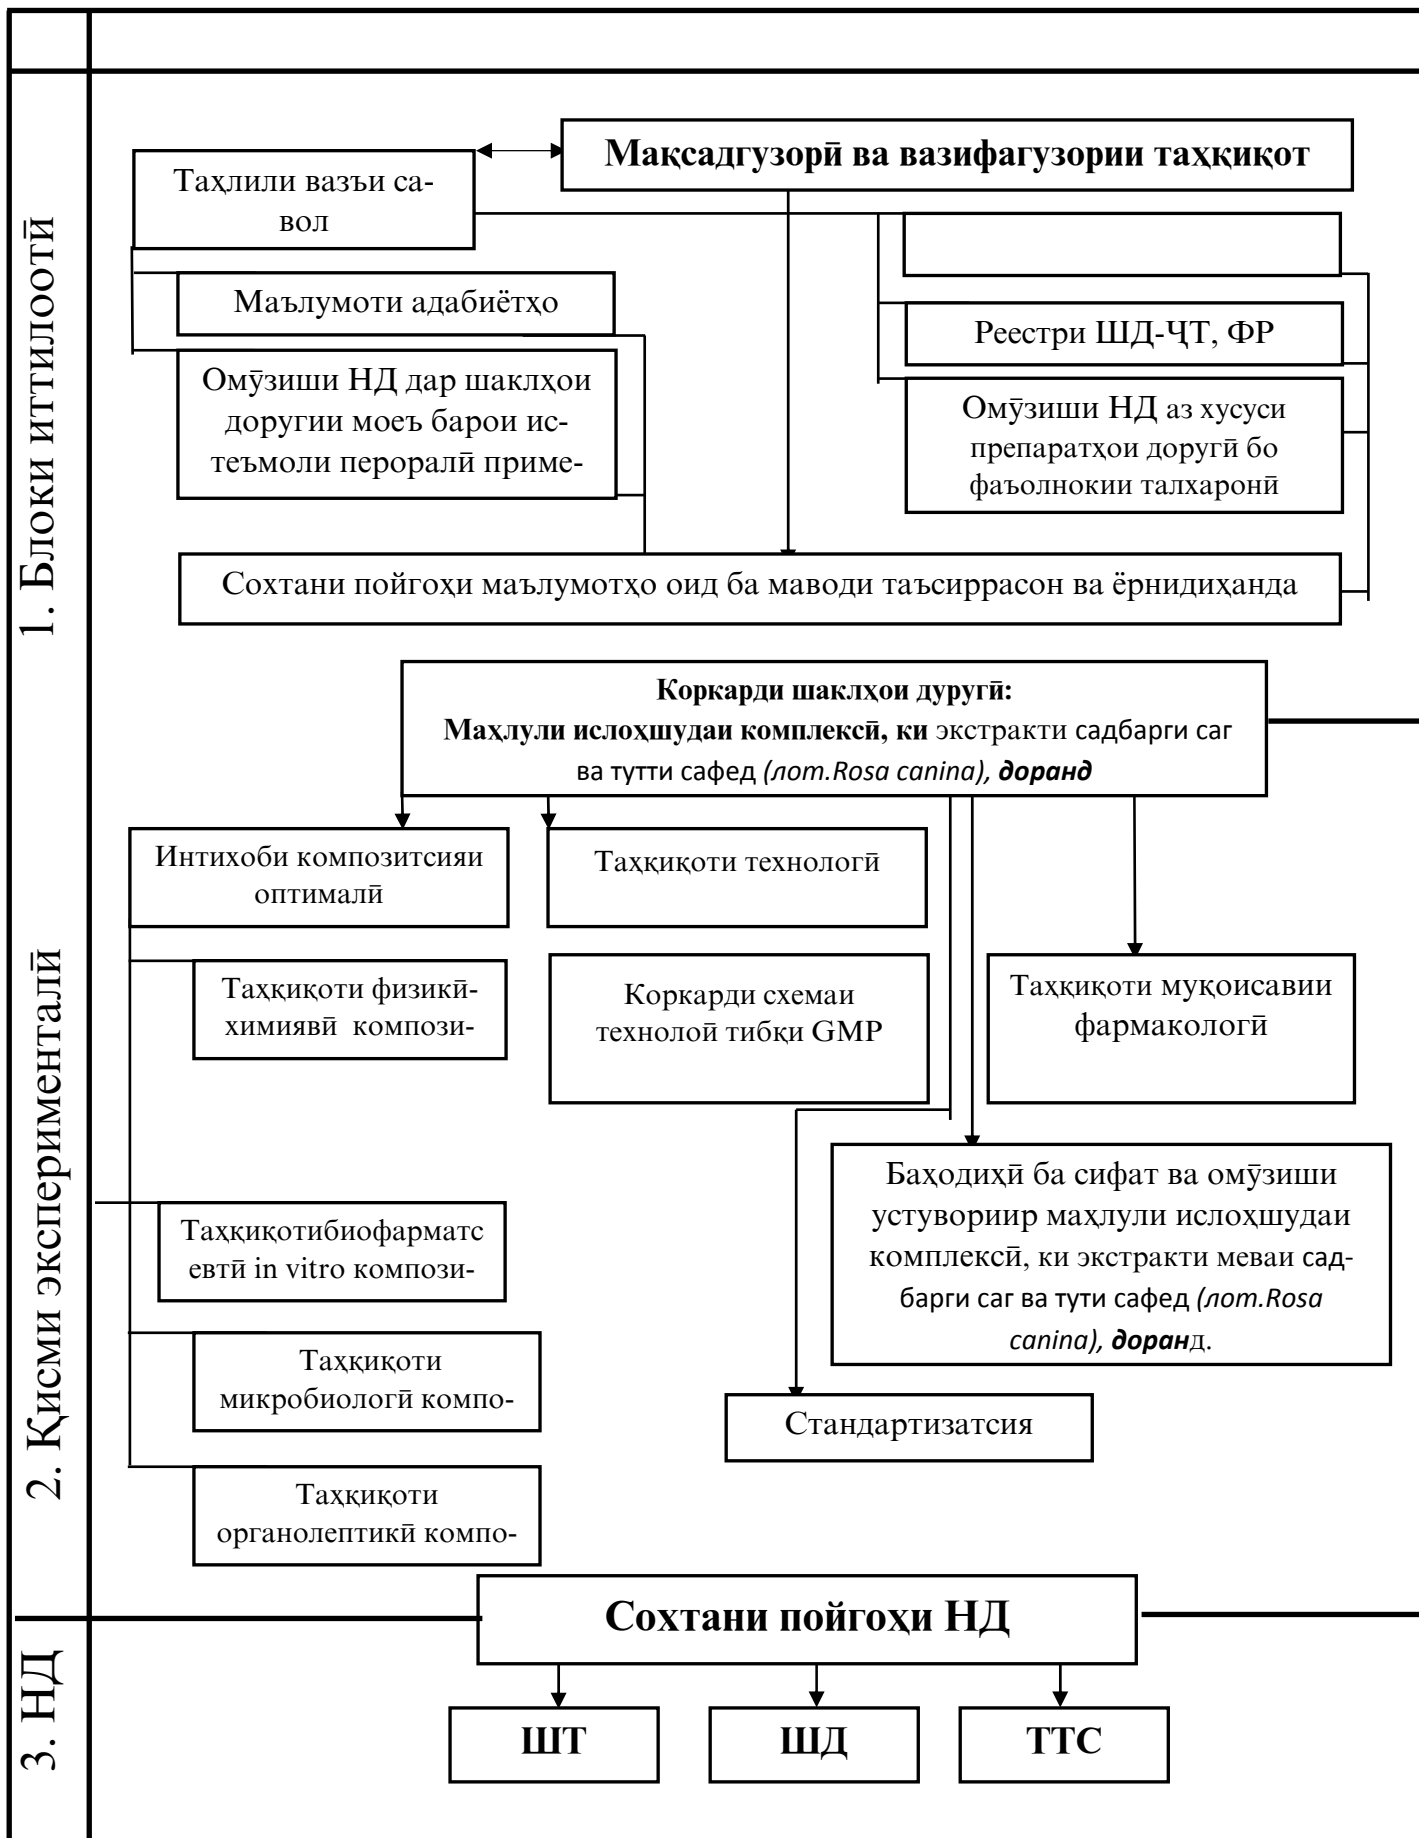 1. Блоки иттилоотӣ
Мақсадгузорӣ ва вазифагузории таҳқиқот
Таҳлили вазъи са-
вол
Маълумоти адабиётҳо
Реестри ШД-ҶТ, ФР
Омӯзиши НД дар шаклҳои
доругии моеъ барои ис-
теъмоли пероралӣ приме-
Омӯзиши НД аз хусуси
препаратҳои доругӣ бо
фаъолнокии талхаронӣ
Сохтани пойгоҳи маълумотҳо оид ба маводи таъсиррасон ва ёрнидиҳанда
2. Қисми эксперименталӣ
Коркарди шаклҳои дуругӣ:
Маҳлули ислоҳшудаи комплексӣ, ки экстракти садбарги саг
ва тутти сафед (лот.Rosa canina), доранд
Интихоби композитсияи
оптималӣ
Таҳқиқоти технологӣ
Таҳқиқоти физикӣ-
химиявӣ компози-
Коркарди схемаи
технолоӣ тибқи GMP
Таҳқиқоти муқоисавии
фармакологӣ
Таҳқиқотибиофарматс
евтӣ in vitro компози-
Баҳодиҳӣ ба сифат ва омӯзиши
устувориир маҳлули ислоҳшудаи
комплексӣ, ки экстракти меваи сад-
барги саг ва тути сафед (лот.Rosa
canina), доранд.
Таҳқиқоти
микробиологӣ компо-
Стандартизатсия
Таҳқиқоти
органолептикӣ компо-
3. НД
Сохтани пойгоҳи НД
ШТ
ШД
ТТС